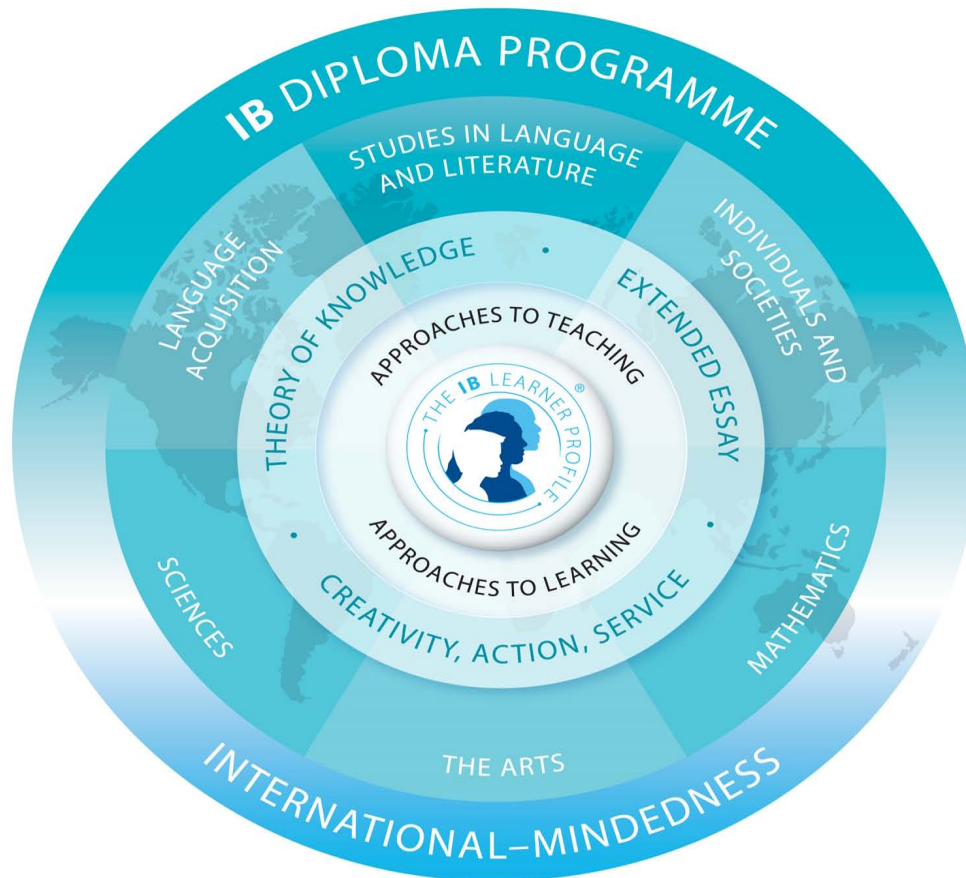 IB DIPLOMA PROGRAMME
STUDIES IN LANGUAGE
AND LITERATURE
LANGUAGE
ACQUISITION
INDIVIDUALS AND
SOCIETIES
THEORY OF KNOWLEDGE
•
EXTENDED ESSAY
APPROACHES TO TEACHING
• THE IB LEARNER PROFILE •
®
APPROACHES TO LEARNING
•
CREATIVITY, ACTION, SERVICE
•
SCIENCES
MATHEMATICS
THE ARTS
INTERNATIONAL–MINDEDNESS